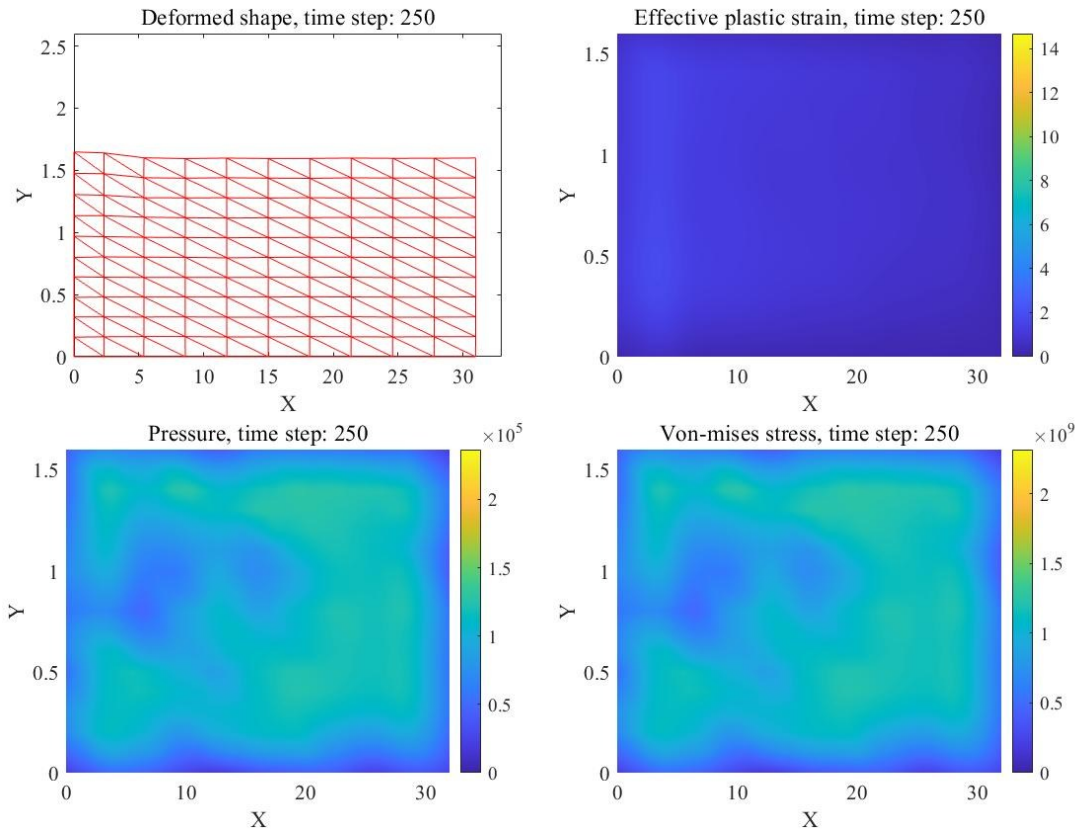 Deformed shape, time step: 250
2.5
2
1.5
1
0.5
0
Y
0 5 10 15 20 25 30
X
Effective plastic strain, time step: 250
1.5
1
0.5
0
Y
0 10 20 30
X
14
12
10
8
6
4
2
0
Pressure, time step: 250
×10⁵
1.5
1
0.5
0
Y
0 10 20 30
X
2
1.5
1
0.5
0
Von-mises stress, time step: 250
×10⁹
1.5
1
0.5
0
Y
0 10 20 30
X
2
1.5
1
0.5
0